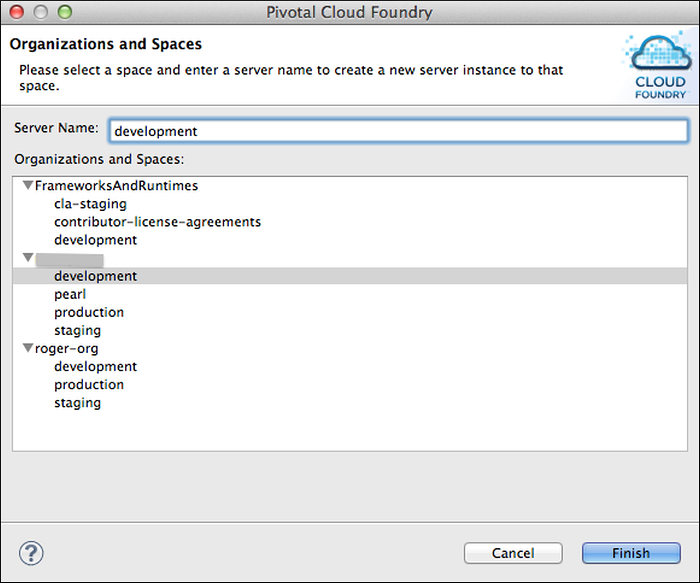 Pivotal Cloud Foundry
Organizations and Spaces
Please select a space and enter a server name to create a new server instance to that
space.
CLOUD
FOUNDRY
Server Name: development
Organizations and Spaces:
FrameworksAndRuntimes
cla-staging
contributor-license-agreements
development
development
pearl
production
staging
roger-org
development
production
staging
?
Cancel
Finish